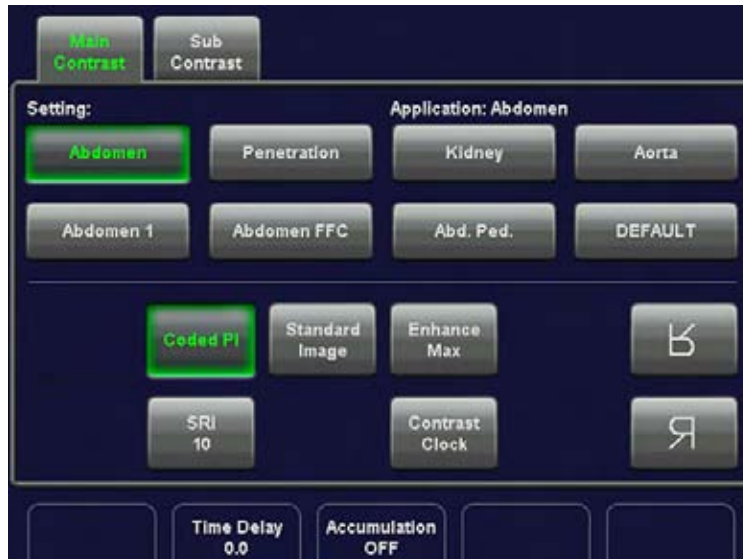 Main
Contrast
Sub
Contrast
Setting:
Application: Abdomen
Abdomen
Penetration
Kidney
Aorta
Abdomen 1
Abdomen FFC
Abd. Ped.
DEFAULT
Coded PI
Standard
Image
Enhance
Max
SRI
10
Contrast
Clock
Я
Time Delay
0.0
Accumulation
OFF